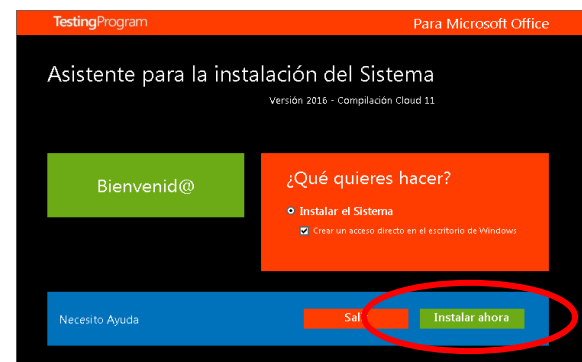 TestingProgram
Para Microsoft Office
Asistente para la instalación del Sistema
Versión 2016 - Compilación Cloud 11
Bienvenid@
¿Qué quieres hacer?
Instalar el Sistema
Crear un acceso directo en el escritorio de Windows
Necesito Ayuda
Instalar ahora